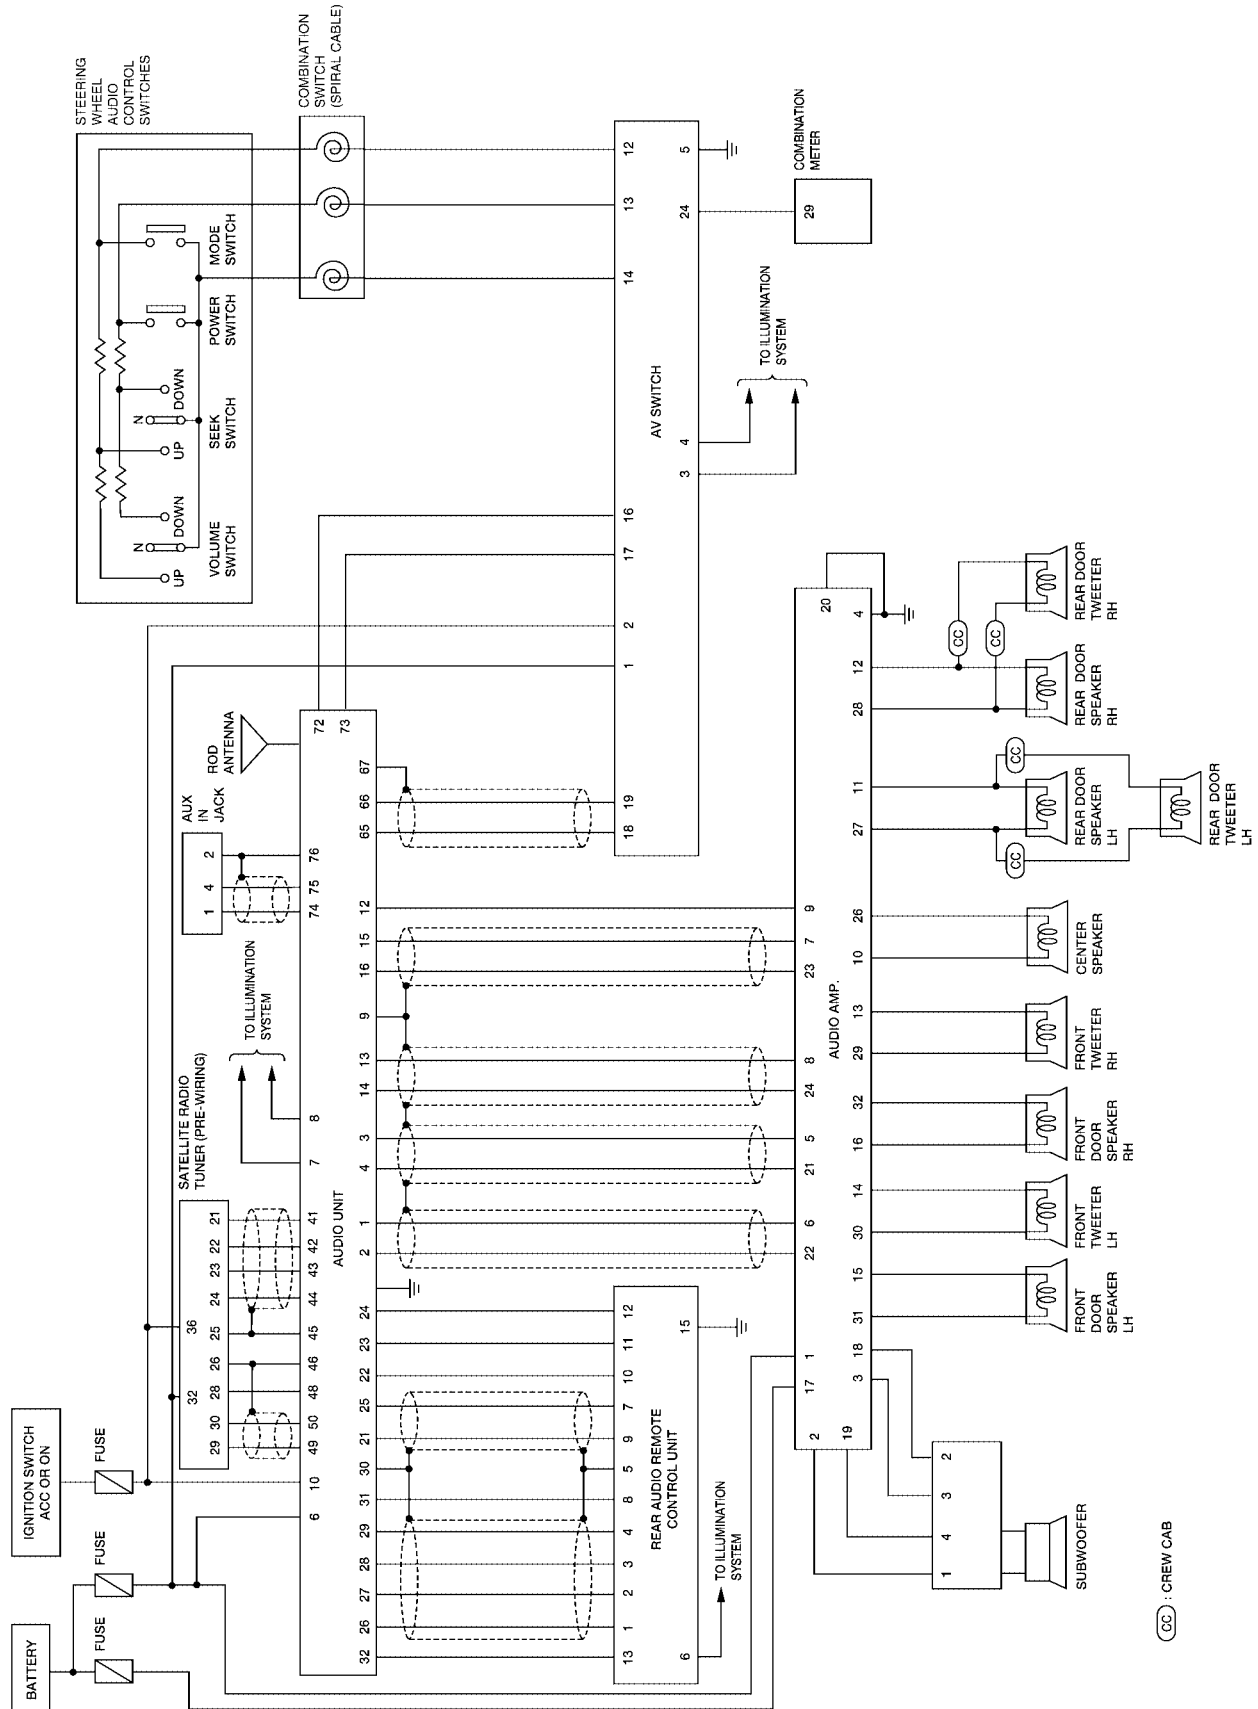 BATTERY
IGNITION SWITCH
ACC OR ON
FUSE
FUSE
FUSE
SATELLITE RADIO
TUNER (PRE-WIRING)
32
36
29 30 28 26 25 24 23 22 21
TO ILLUMINATION
SYSTEM
AUX
IN
JACK
1 4 2
ROD
ANTENNA
STEERING
WHEEL
AUDIO
CONTROL
SWITCHES
UP
N
DOWN
VOLUME
SWITCH
UP
N
DOWN
SEEK
SWITCH
POWER
SWITCH
MODE
SWITCH
COMBINATION
SWITCH
(SPIRAL CABLE)
6 10 49 50 48 46 45 44 43 42 41 7 8 74 75 76 72
73
AUDIO UNIT
32 26 27 28 29 31 30 21 25 22 23 24 2 1 4 3 14 13 9 16 15 12 65 66 67
13 1 2 3 4 8 5 9 7 10 11 12
REAR AUDIO REMOTE
CONTROL UNIT
6 15
TO ILLUMINATION
SYSTEM
18 19 1 2 17 16 14 13 12
AV SWITCH
3 4 24 5
TO ILLUMINATION
SYSTEM
29
COMBINATION
METER
17 1 22 6 21 5 24 8 23 7 9 20
2 19
AUDIO AMP.
3 18 31 15 30 14 16 32 29 13 10 26 27 11 28 12 4
CC
CC
CC
CC
1 4 3 2
SUBWOOFER
FRONT
DOOR
SPEAKER
LH
FRONT
TWEETER
LH
FRONT
DOOR
SPEAKER
RH
FRONT
TWEETER
RH
CENTER
SPEAKER
REAR DOOR
SPEAKER
LH
REAR DOOR
SPEAKER
RH
REAR DOOR
TWEETER
RH
REAR DOOR
TWEETER
LH
CC : CREW CAB